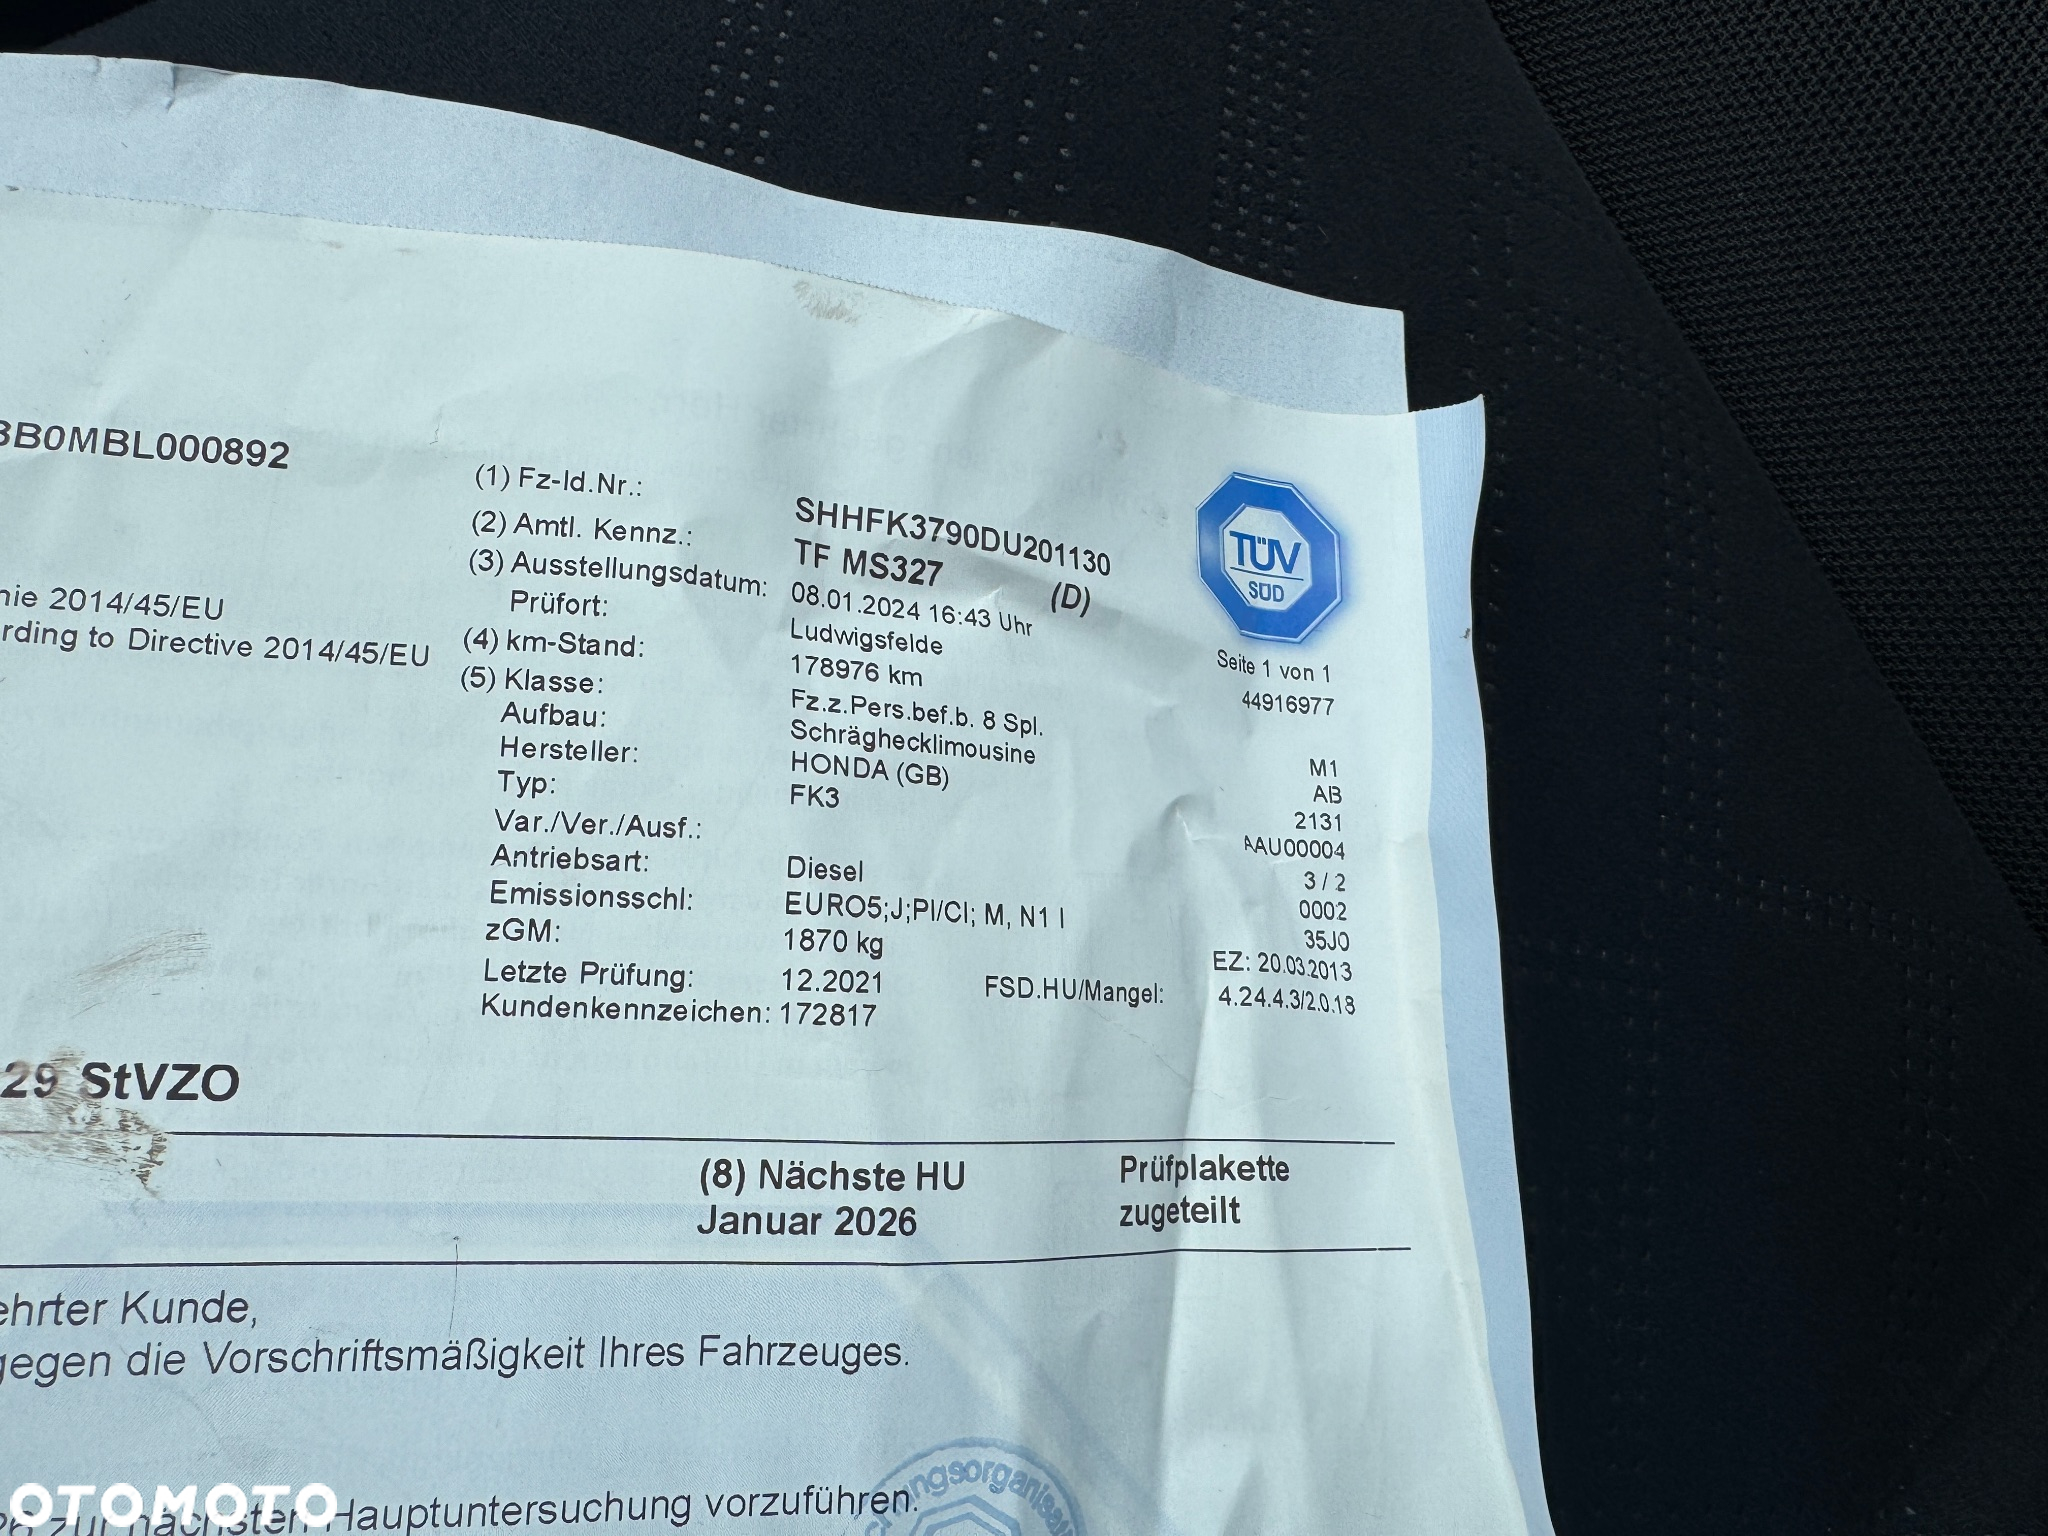 BB0MBL000892
2014/45/EU
to Directive 2014/45/EU
(1) Fz-Id.Nr.: SHHFK3790DU201130
(2) Amtl. Kennz.: TF MS327 (D)
(3) Ausstellungsdatum: 08.01.2024 16:43 Uhr
Prüfort: Ludwigsfelde
(4) km-Stand: 178976 km
(5) Klasse: Fz.z.Pers.bef.b. 8 Spl. M1
Aufbau: Schräghecklimousine AB
Hersteller: HONDA (GB) 2131
Typ: FK3 AAU00004
Var./Ver./Ausf.: 3 / 2
Antriebsart: Diesel 0002
Emissionsschl: EURO5;J;PI/CI; M, N1 I 35J0
zGM: 1870 kg EZ: 20.03.2013
Letzte Prüfung: 12.2021 FSD.HU/Mangel: 4.24.4.3/2.0.18
Kundenkennzeichen: 172817
TÜV
SÜD
Seite 1 von 1
44916977
29 StVZO
(8) Nächste HU Prüfplakette
Januar 2026 zugeteilt
ehrter Kunde,
gegen die Vorschriftsmäßigkeit Ihres Fahrzeuges.
zur nächsten Hauptuntersuchung vorzuführen.
OTOMOTO